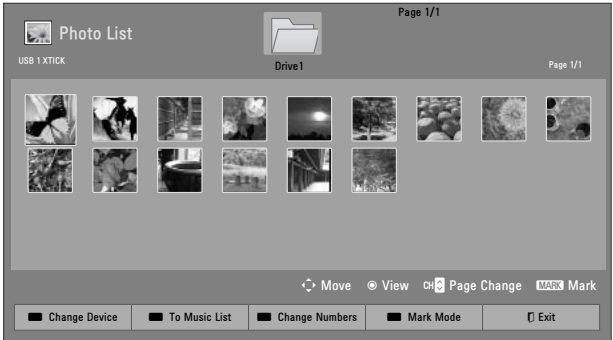 Page 1/1
Photo List
USB 1 XTICK
Drive1
Page 1/1
Move View CH Page Change MARK Mark
Change Device To Music List Change Numbers Mark Mode Exit